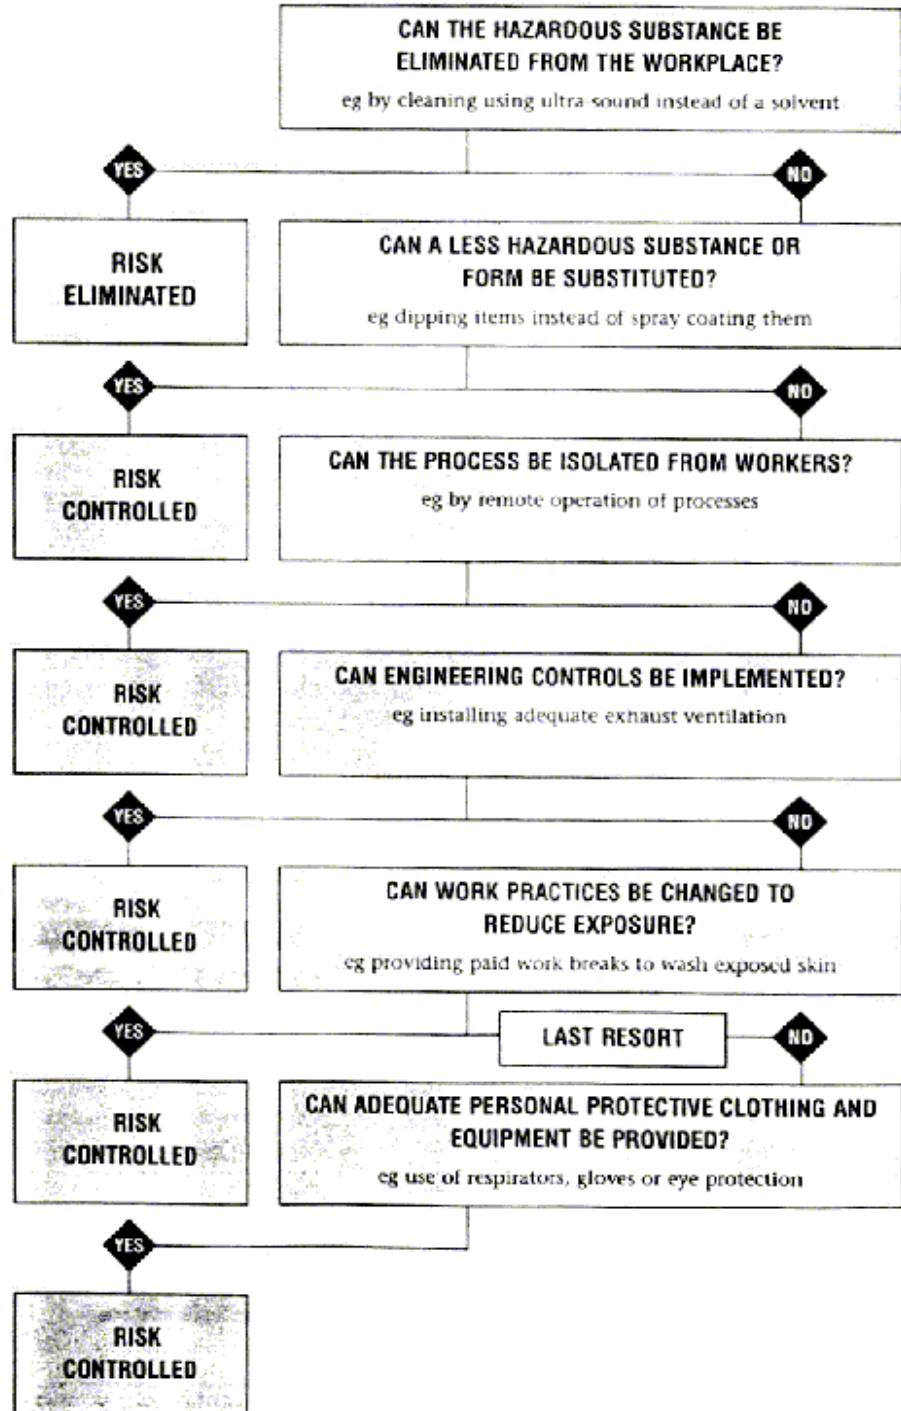 CAN THE HAZARDOUS SUBSTANCE BE
ELIMINATED FROM THE WORKPLACE?
eg by cleaning using ultra-sound instead of a solvent
YES
NO
RISK
ELIMINATED
CAN A LESS HAZARDOUS SUBSTANCE OR
FORM BE SUBSTITUTED?
eg dipping items instead of spray coating them
YES
NO
RISK
CONTROLLED
CAN THE PROCESS BE ISOLATED FROM WORKERS?
eg by remote operation of processes
YES
NO
RISK
CONTROLLED
CAN ENGINEERING CONTROLS BE IMPLEMENTED?
eg installing adequate exhaust ventilation
YES
NO
RISK
CONTROLLED
CAN WORK PRACTICES BE CHANGED TO
REDUCE EXPOSURE?
eg providing paid work breaks to wash exposed skin
YES
LAST RESORT
NO
RISK
CONTROLLED
CAN ADEQUATE PERSONAL PROTECTIVE CLOTHING AND
EQUIPMENT BE PROVIDED?
eg use of respirators, gloves or eye protection
YES
RISK
CONTROLLED